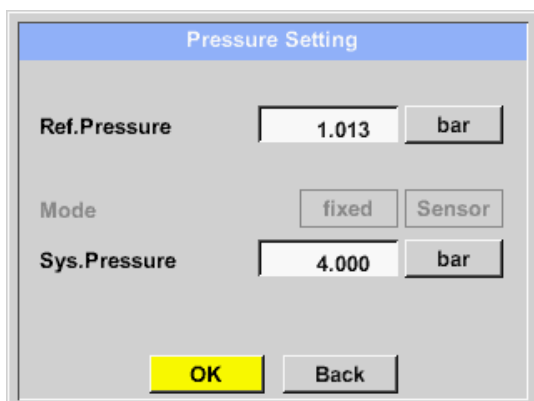 Pressure Setting
Ref.Pressure 1.013 bar
Mode fixed Sensor
Sys.Pressure 4.000 bar
OK Back